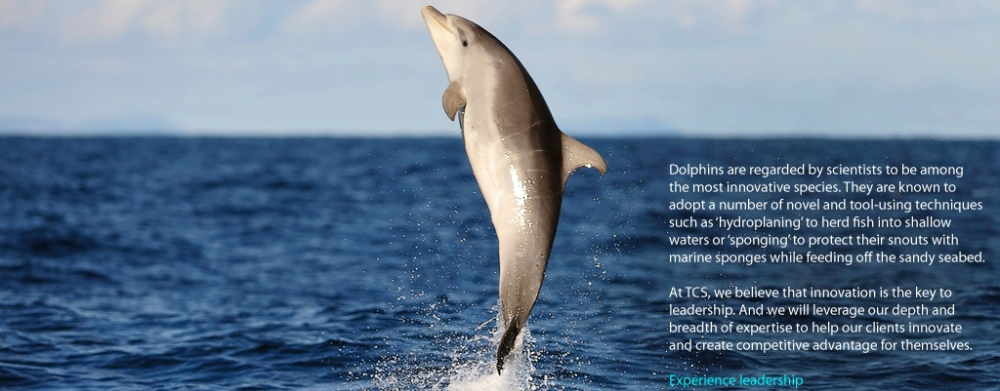 Dolphins are regarded by scientists to be among
the most innovative species. They are known to
adopt a number of novel and tool-using techniques
such as 'hydroplaning' to herd fish into shallow
waters or 'sponging' to protect their snouts with
marine sponges while feeding off the sandy seabed.
At TCS, we believe that innovation is the key to
leadership. And we will leverage our depth and
breadth of expertise to help our clients innovate
and create competitive advantage for themselves.
Experience leadership